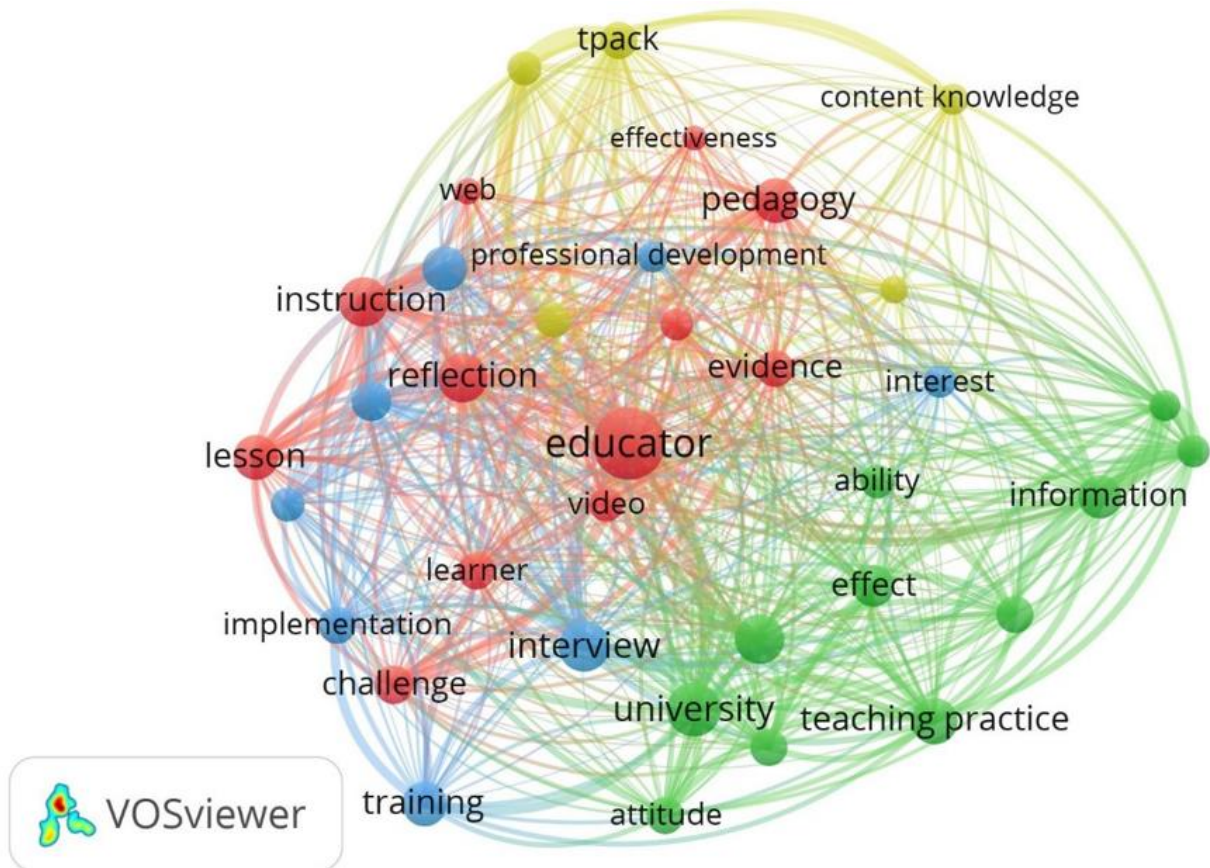 tpack
content knowledge
effectiveness
web
pedagogy
professional development
instruction
reflection
evidence
interest
educator
lesson
ability
information
video
learner
effect
implementation
interview
challenge
university
teaching practice
training
attitude
VOSviewer